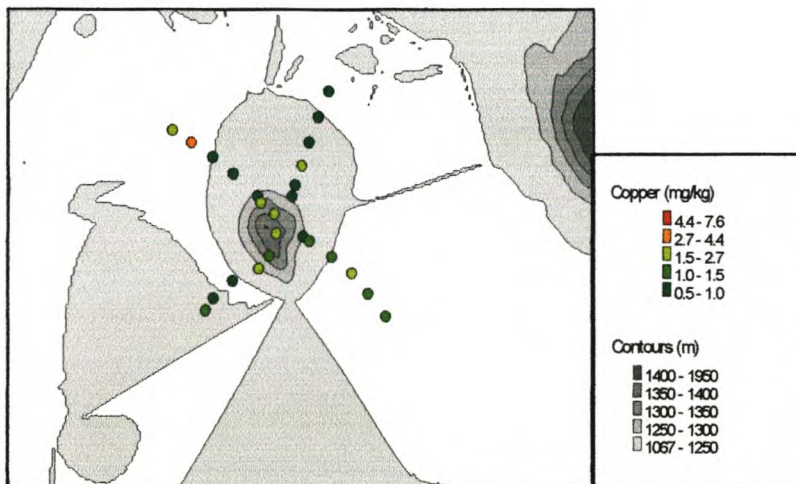 Copper (mg/kg)
4.4 - 7.6
2.7 - 4.4
1.5 - 2.7
1.0 - 1.5
0.5 - 1.0
Contours (m)
1400 - 1950
1350 - 1400
1300 - 1350
1250 - 1300
1067 - 1250